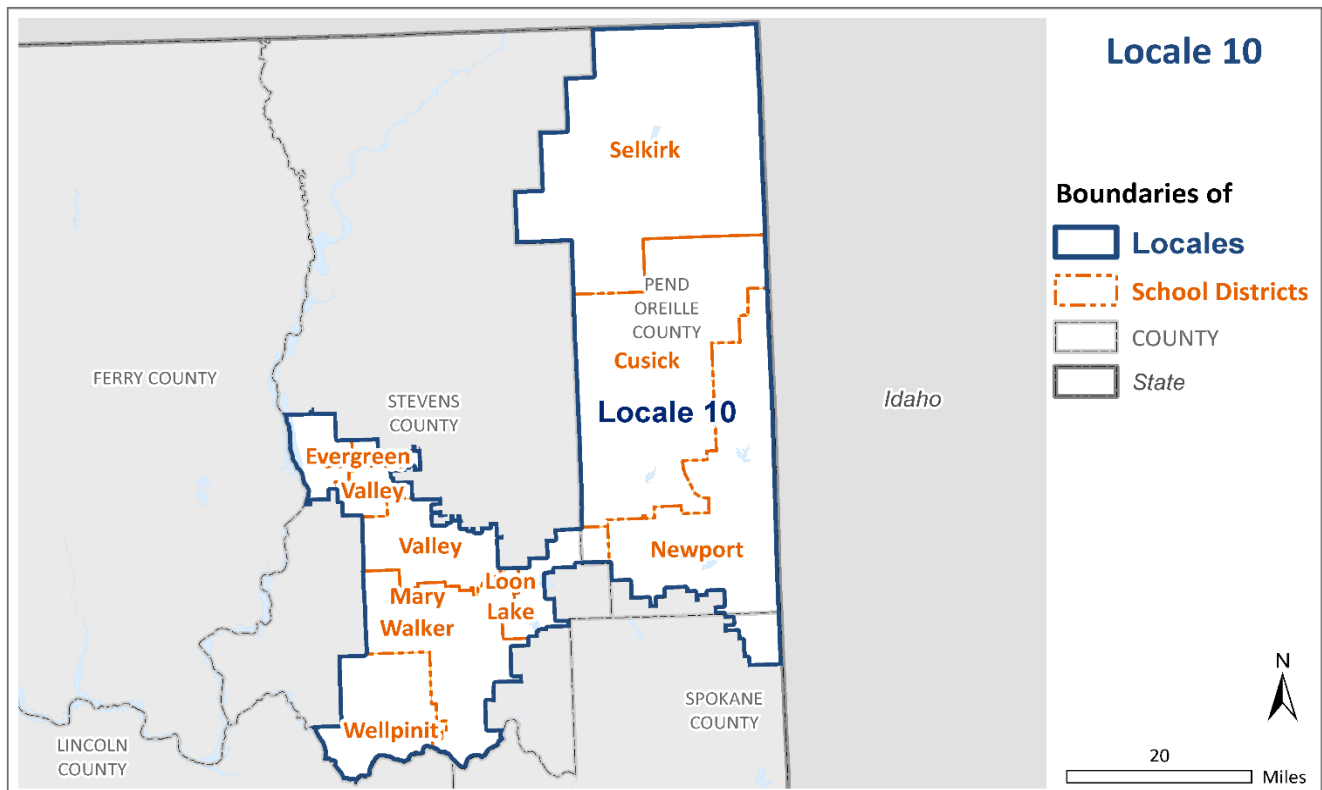 Locale 10
Boundaries of
Locales
School Districts
COUNTY
State
Selkirk
PEND
OREILLE
COUNTY
Cusick
FERRY COUNTY
Idaho
STEVENS
COUNTY
Locale 10
Evergreen
Valley
Valley
Newport
Loon
Lake
Mary
Walker
SPOKANE
COUNTY
Wellpinit
LINCOLN
COUNTY
N
20
Miles